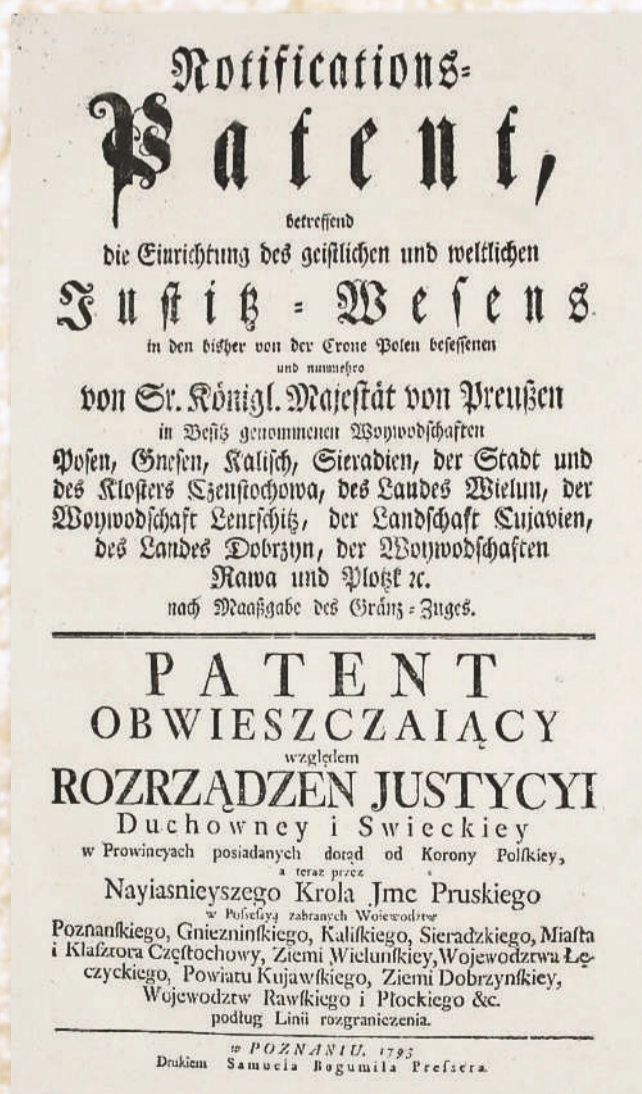 Notifications-
Patent,
betreffend
die Einrichtung des geistlichen und weltlichen
Justitz-Wesens
in den bisher von der Crone Polen besessenen
und nunmehro
von Sr. Königl. Majestät von Preußen
in Besitz genommenen Woywodschaften
Posen, Gnesen, Kalisch, Sieradien, der Stadt und
des Klosters Czenstochowa, des Landes Wielun, der
Woywodschaft Lentschitz, der Landschaft Cujavien,
des Landes Dobrzyn, der Woywodschaften
Rawa und Plotzk ꝛc.
nach Maaßgabe des Gränz-Zuges.
PATENT
OBWIESZCZAIĄCY
względem
ROZRZĄDZEN JUSTYCYI
Duchowney i Swieckiey
w Prowincyach posiadanych dotąd od Korony Polſkiey,
a teraz przez
Nayiasnieyszego Krola Jmc Pruskiego
w Poſseſsyą zabranych Woiewodztw
Poznanſkiego, Gniezninſkiego, Kaliſkiego, Sieradzkiego, Miaſta
i Klaſztora Częſtochowy, Ziemi Wielunſkiey, Wojewodztwa Łę-
czyckiego, Powiatu Kujawſkiego, Ziemi Dobrzynſkiey,
Wojewodztw Rawſkiego i Płockiego &c.
podług Linii rozgraniczenia.
w POZNANIU, 1793
Drukiem Samuela Bogumila Preſsera.